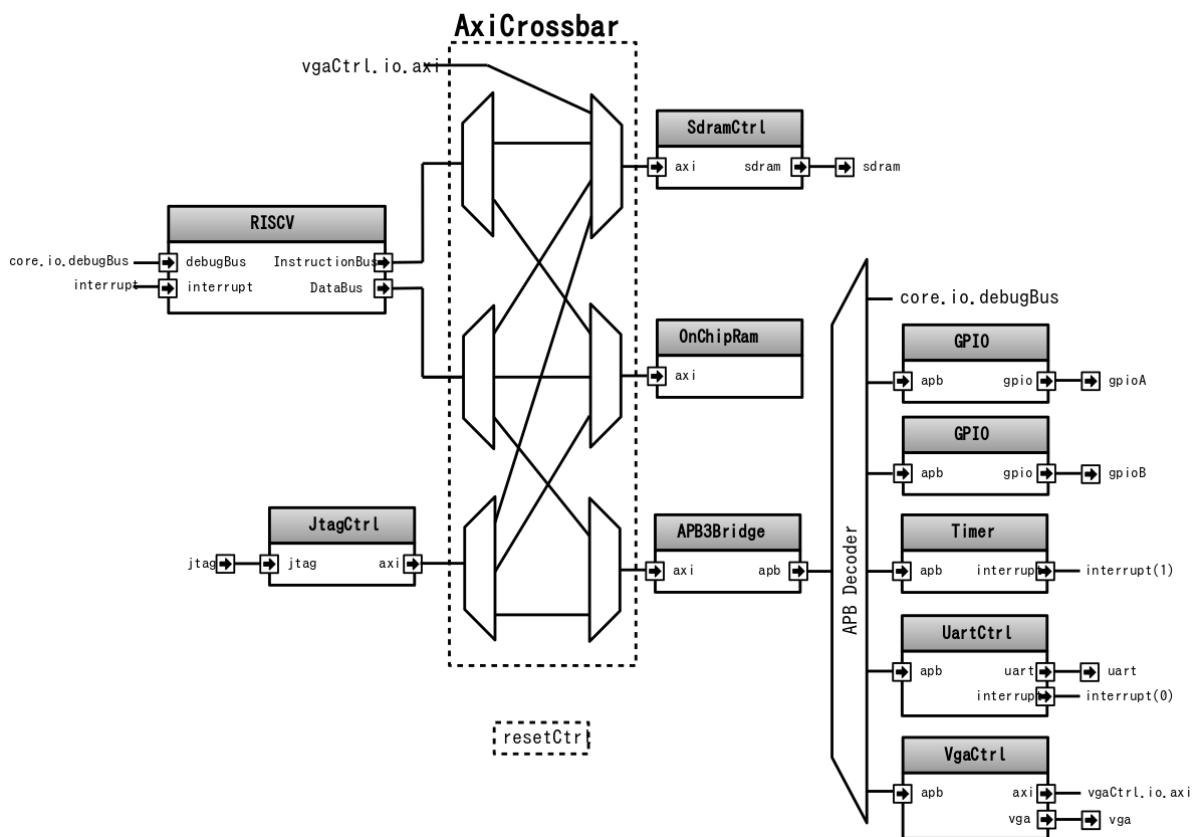 AxiCrossbar
vgaCtrl.io.axi
SdramCtrl
axi sdram sdram
RISCV
core.io.debugBus debugBus InstructionBus
interrupt interrupt DataBus
core.io.debugBus
OnChipRam
axi
GPIO
apb gpio gpioA
GPIO
apb gpio gpioB
JtagCtrl
jtag jtag axi
APB3Bridge
axi apb
APB Decoder
Timer
apb interrupt interrupt(1)
UartCtrl
apb uart uart
interrupt interrupt(0)
resetCtrl
VgaCtrl
apb axi vgaCtrl.io.axi
vga vga